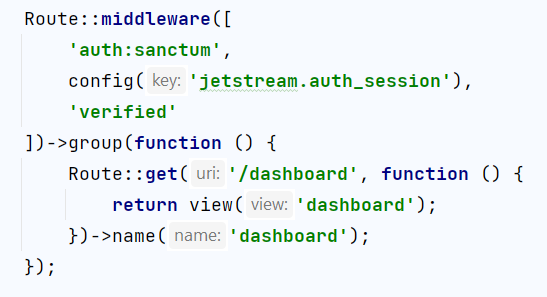 Route::middleware([
'auth:sanctum',
config( key: 'jetstream.auth_session'),
'verified'
])->group(function () {
Route::get( uri: '/dashboard', function () {
return view( view: 'dashboard');
})->name( name: 'dashboard');
});